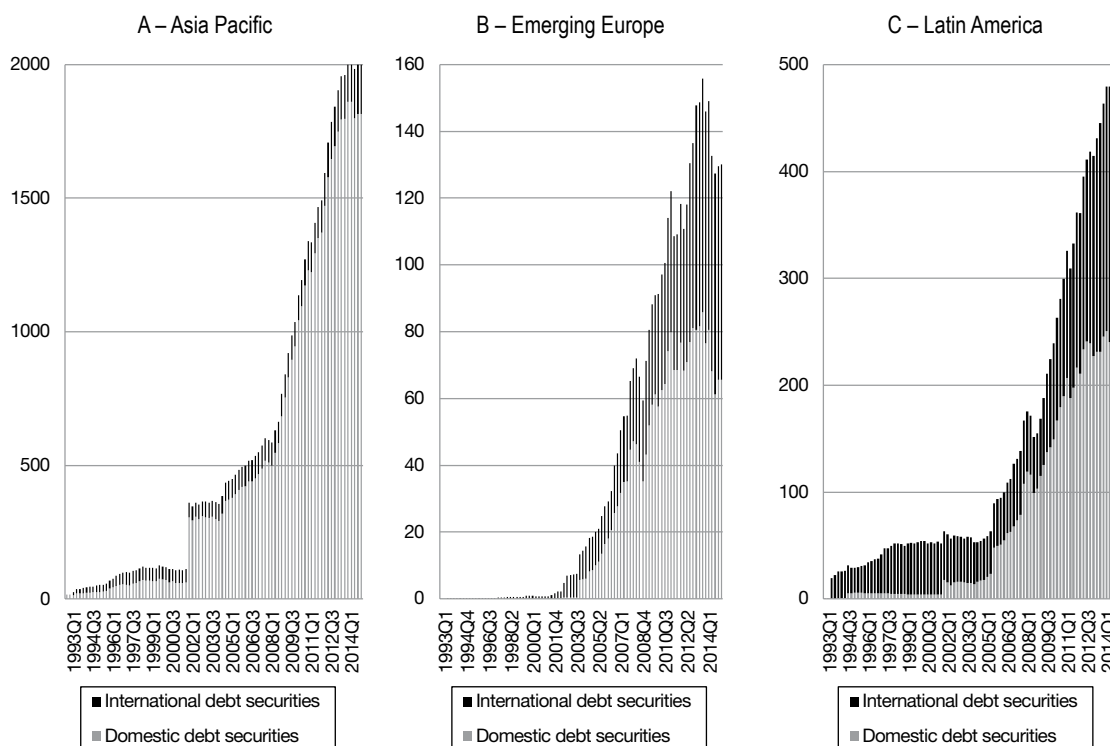 A – Asia Pacific
2000
1500
1000
500
0
1993Q1
1994Q3
1996Q1
1997Q3
1999Q1
2000Q3
2002Q1
2003Q3
2005Q1
2006Q3
2008Q1
2009Q3
2011Q1
2012Q3
2014Q1
International debt securities
Domestic debt securities
B – Emerging Europe
160
140
120
100
80
60
40
20
0
1993Q1
1994Q4
1996Q3
1998Q2
2000Q1
2001Q4
2003Q3
2005Q2
2007Q1
2008Q4
2010Q3
2012Q2
2014Q1
International debt securities
Domestic debt securities
C – Latin America
500
400
300
200
100
0
1993Q1
1994Q3
1996Q1
1997Q3
1999Q1
2000Q3
2002Q1
2003Q3
2005Q1
2006Q3
2008Q1
2009Q3
2011Q1
2012Q3
2014Q1
International debt securities
Domestic debt securities